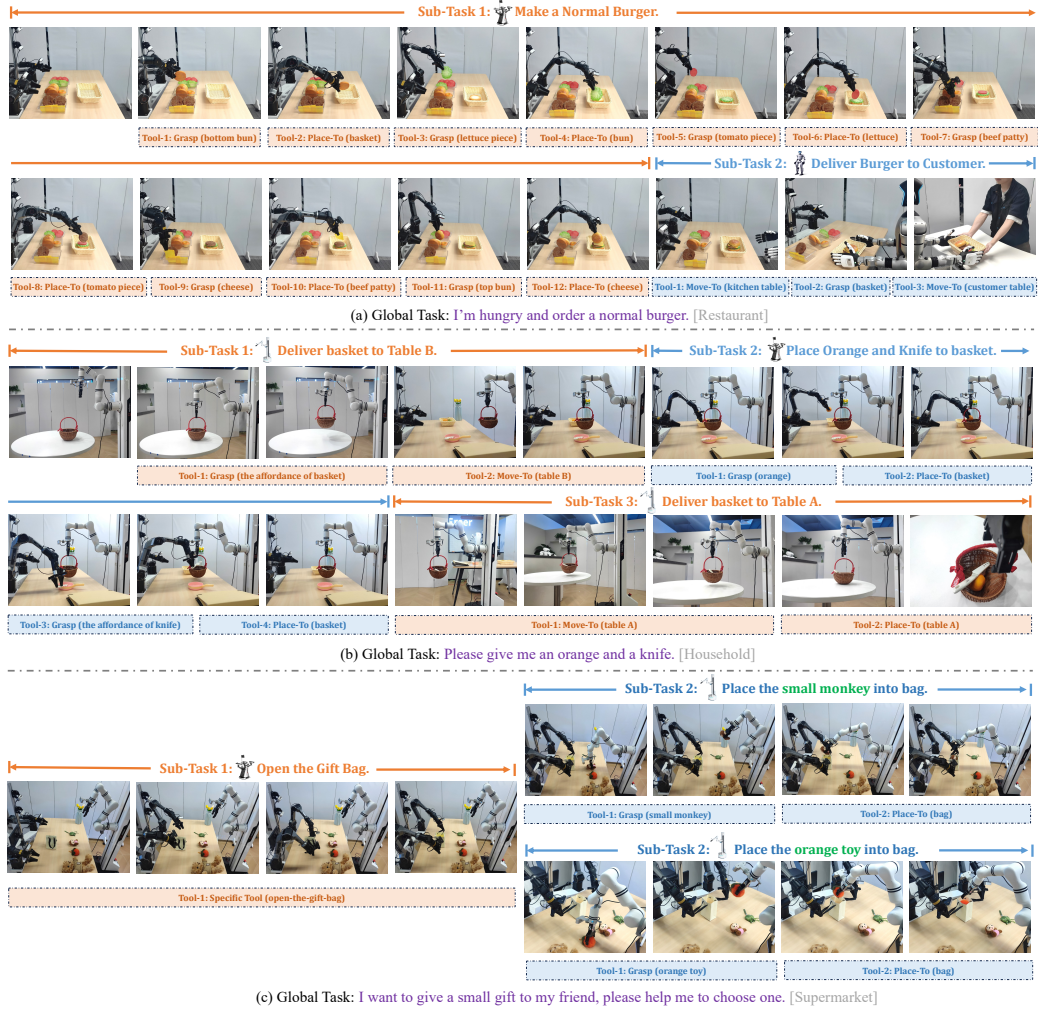 Sub-Task 1: Make a Normal Burger.
Tool-1: Grasp (bottom bun)
Tool-2: Place-To (basket)
Tool-3: Grasp (lettuce piece)
Tool-4: Place-To (bun)
Tool-5: Grasp (tomato piece)
Tool-6: Place-To (lettuce)
Tool-7: Grasp (beef patty)
Sub-Task 2: Deliver Burger to Customer.
Tool-8: Place-To (tomato piece)
Tool-9: Grasp (cheese)
Tool-10: Place-To (beef patty)
Tool-11: Grasp (top bun)
Tool-12: Place-To (cheese)
Tool-1: Move-To (kitchen table)
Tool-2: Grasp (basket)
Tool-3: Move-To (customer table)
(a) Global Task: I'm hungry and order a normal burger. [Restaurant]
Sub-Task 1: Deliver basket to Table B.
Sub-Task 2: Place Orange and Knife to basket.
Tool-1: Grasp (the affordance of basket)
Tool-2: Move-To (table B)
Tool-1: Grasp (orange)
Tool-2: Place-To (basket)
Sub-Task 3: Deliver basket to Table A.
Tool-3: Grasp (the affordance of knife)
Tool-4: Place-To (basket)
Tool-1: Move-To (table A)
Tool-2: Place-To (table A)
(b) Global Task: Please give me an orange and a knife. [Household]
Sub-Task 2: Place the small monkey into bag.
Sub-Task 1: Open the Gift Bag.
Tool-1: Grasp (small monkey)
Tool-2: Place-To (bag)
Sub-Task 2: Place the orange toy into bag.
Tool-1: Specific Tool (open-the-gift-bag)
Tool-1: Grasp (orange toy)
Tool-2: Place-To (bag)
(c) Global Task: I want to give a small gift to my friend, please help me to choose one. [Supermarket]